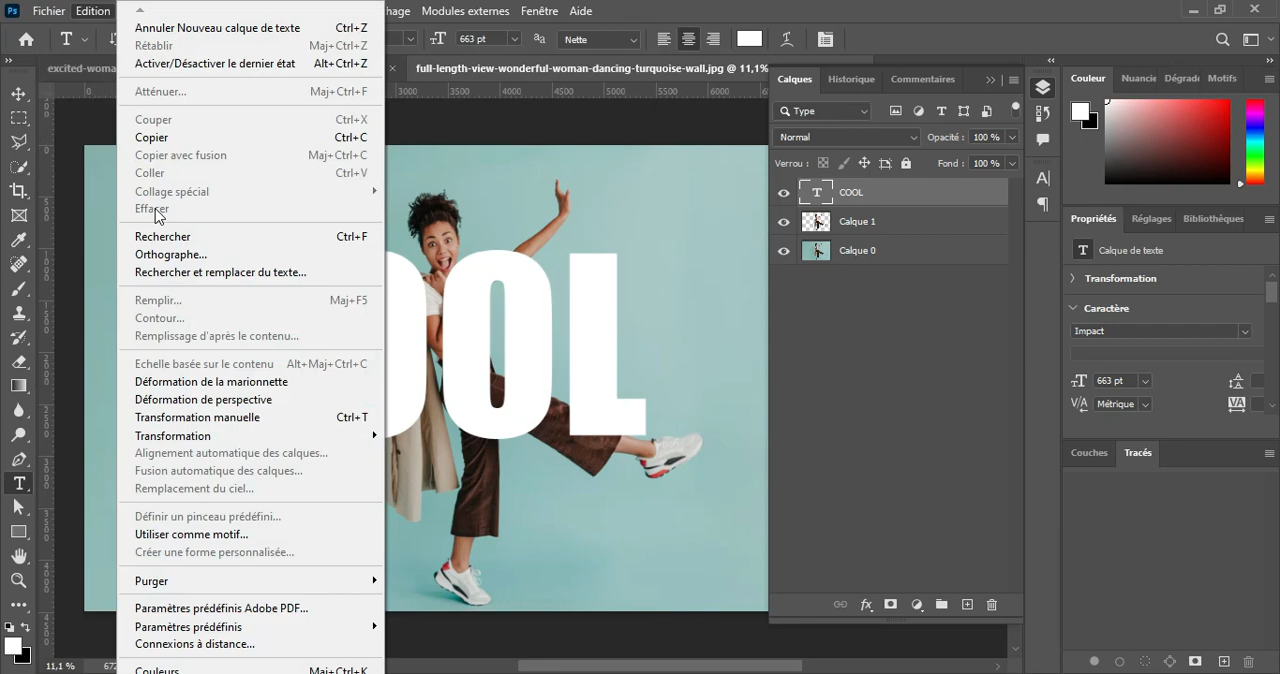 Ps Fichier Edition hage Modules externes Fenêtre Aide
T 663 pt Nette
excited-woma × full-length-view-wonderful-woman-dancing-turquoise-wall.jpg @ 11,1%
Annuler Nouveau calque de texte Ctrl+Z
Rétablir Maj+Ctrl+Z
Activer/Désactiver le dernier état Alt+Ctrl+Z
Atténuer... Maj+Ctrl+F
Couper Ctrl+X
Copier Ctrl+C
Copier avec fusion Maj+Ctrl+C
Coller Ctrl+V
Collage spécial
Effacer
Rechercher Ctrl+F
Orthographe...
Rechercher et remplacer du texte...
Remplir... Maj+F5
Contour...
Remplissage d'après le contenu...
Echelle basée sur le contenu Alt+Maj+Ctrl+C
Déformation de la marionnette
Déformation de perspective
Transformation manuelle Ctrl+T
Transformation
Alignement automatique des calques...
Fusion automatique des calques...
Remplacement du ciel...
Définir un pinceau prédéfini...
Utiliser comme motif...
Créer une forme personnalisée...
Purger
Paramètres prédéfinis Adobe PDF...
Paramètres prédéfinis
Connexions à distance...
Couleurs Maj+Ctrl+K
0 3000 3500 4000 4500 5000 5500 6000
OOL
11,1 % 672
Calques Historique Commentaires
Type
Normal Opacité : 100 %
Verrou : Fond : 100 %
T COOL
Calque 1
Calque 0
fx
Couleur Nuancie Dégradé Motifs
Propriétés Réglages Bibliothèques
T Calque de texte
Transformation
Caractère
Impact
663 pt
Métrique
Couches Tracés